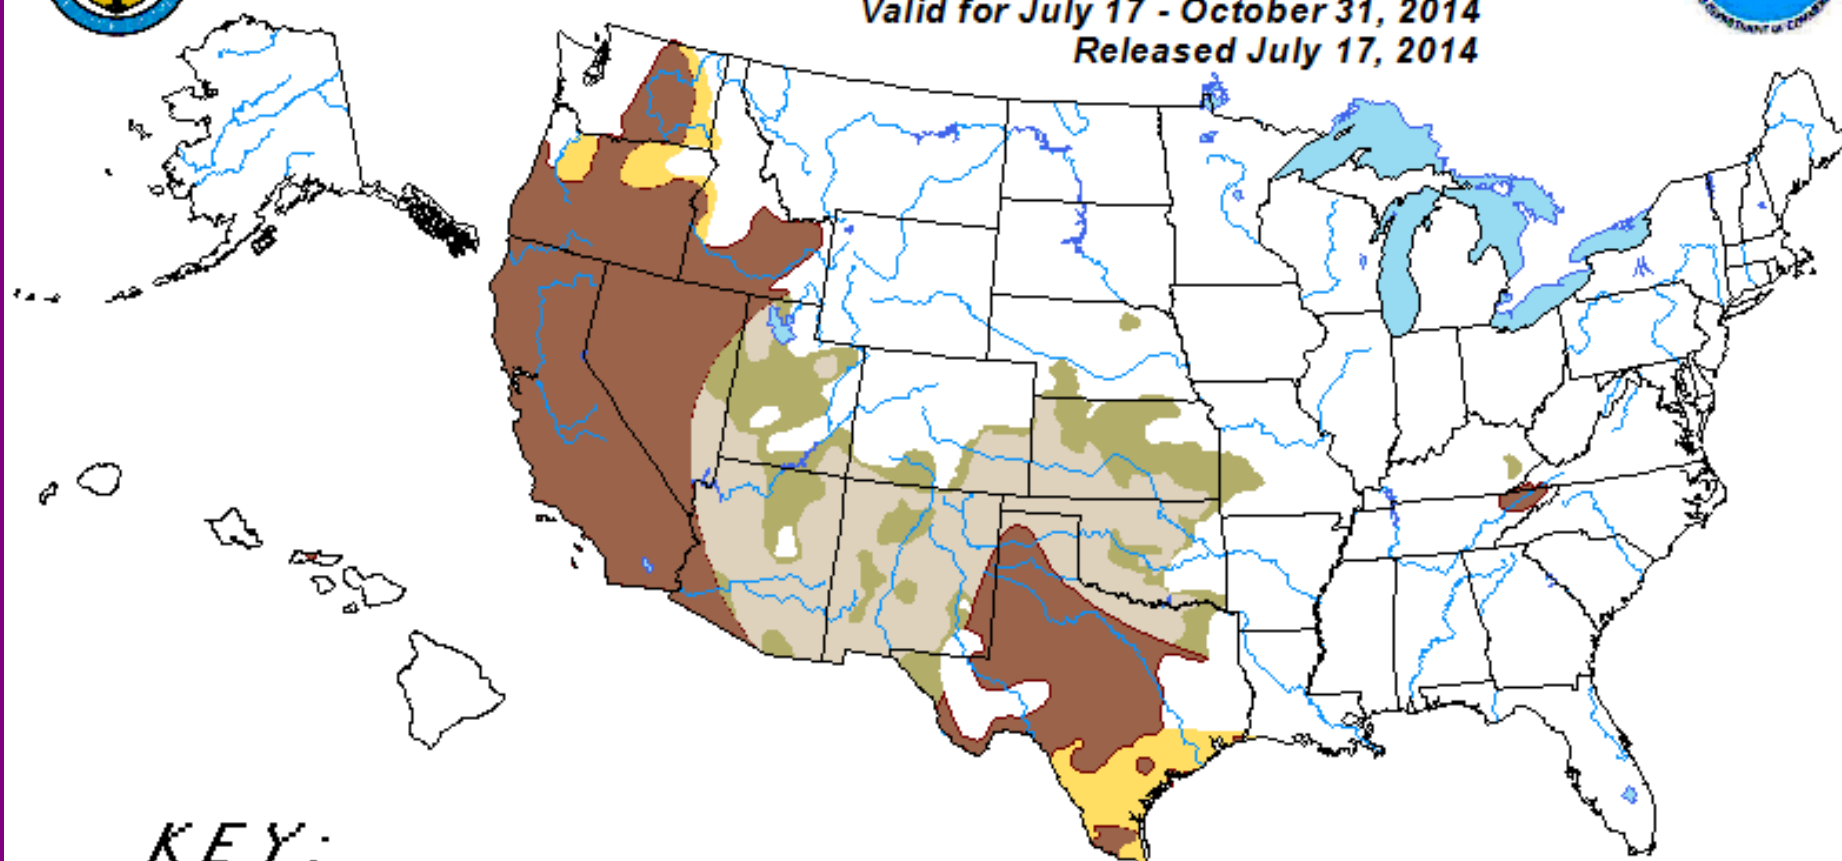 Valid for July 17 - October 31, 2014
Released July 17, 2014
KEY: